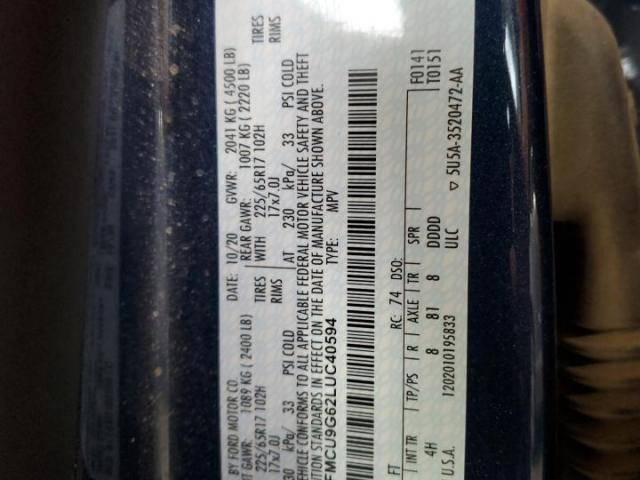 BY FORD MOTOR CO.
DATE: 10/20 GVWR: 2041 KG ( 4500 LB)
GAWR: 1089 KG ( 2400 LB) REAR GAWR: 1007 KG ( 2220 LB)
225/65R17 102H TIRES WITH 225/65R17 102H TIRES
17x7.0J RIMS 17x7.0J RIMS
kPa/ 33 PSI COLD AT 230 kPa/ 33 PSI COLD
VEHICLE CONFORMS TO ALL APPLICABLE FEDERAL MOTOR VEHICLE SAFETY AND THEFT
STANDARDS IN EFFECT ON THE DATE OF MANUFACTURE SHOWN ABOVE.
FMCU9G62LUC40594 TYPE: MPV
F0141
RC: 74 DSO: T0151
FT INT TR TP/PS R AXLE TR SPR
4H 8 81 8 DDDD
U.S.A. 1202010195833 ULC ▽ 5U5A-3520472-AA